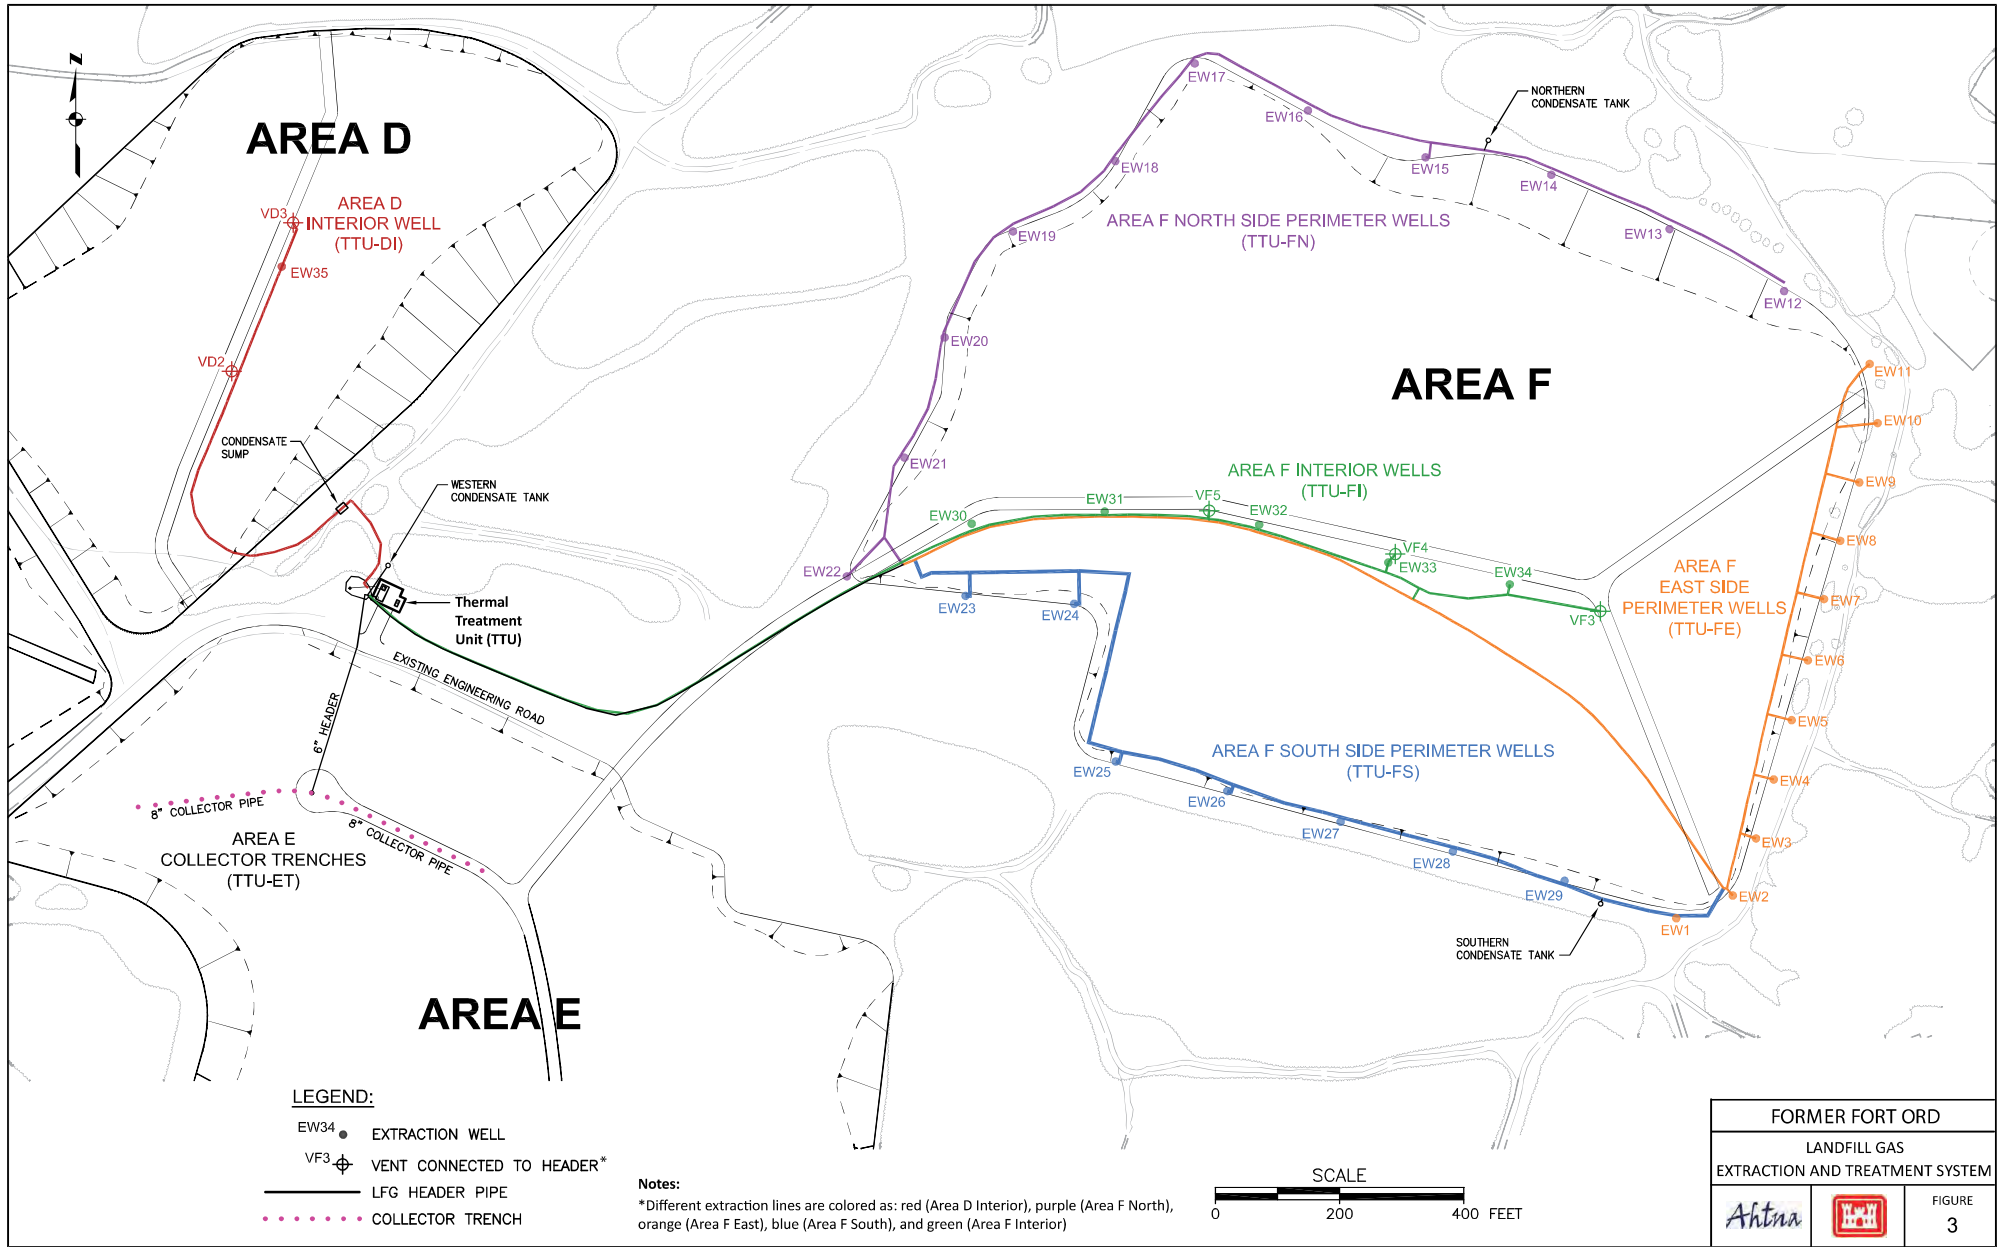 Z
AREA D
VD3
AREA D
INTERIOR WELL
(TTU-DI)
EW35
VD2
CONDENSATE
SUMP
WESTERN
CONDENSATE TANK
Thermal
Treatment
Unit (TTU)
EXISTING ENGINEERING ROAD
6" HEADER
8" COLLECTOR PIPE
8" COLLECTOR PIPE
AREA E
COLLECTOR TRENCHES
(TTU-ET)
AREA E
EW17
EW16
NORTHERN
CONDENSATE TANK
EW15
EW14
EW18
AREA F NORTH SIDE PERIMETER WELLS
(TTU-FN)
EW19
EW13
EW12
EW20
AREA F
EW11
EW10
EW21
AREA F INTERIOR WELLS
(TTU-FI)
EW9
EW30
EW31
VF5
EW32
EW8
VF4
EW33
EW22
EW34
AREA F
EAST SIDE
PERIMETER WELLS
(TTU-FE)
EW7
EW23
EW24
VF3
EW6
EW5
AREA F SOUTH SIDE PERIMETER WELLS
(TTU-FS)
EW25
EW4
EW26
EW27
EW3
EW28
EW29
EW2
EW1
SOUTHERN
CONDENSATE TANK
LEGEND:
EW34 EXTRACTION WELL
VF3 VENT CONNECTED TO HEADER*
LFG HEADER PIPE
COLLECTOR TRENCH
Notes:
*Different extraction lines are colored as: red (Area D Interior), purple (Area F North),
orange (Area F East), blue (Area F South), and green (Area F Interior)
SCALE
0 200 400 FEET
FORMER FORT ORD
LANDFILL GAS
EXTRACTION AND TREATMENT SYSTEM
Ahtna
FIGURE
3